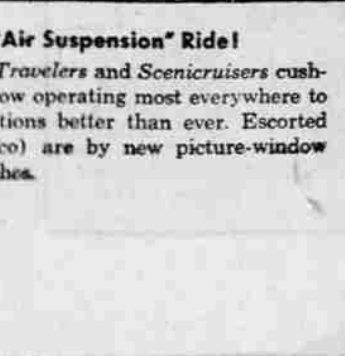 "Air Suspension" Ride!
Travelers and Scenicruisers cush-
ow operating most everywhere to
tions better than ever. Escorted
co) are by new picture-window
hes.